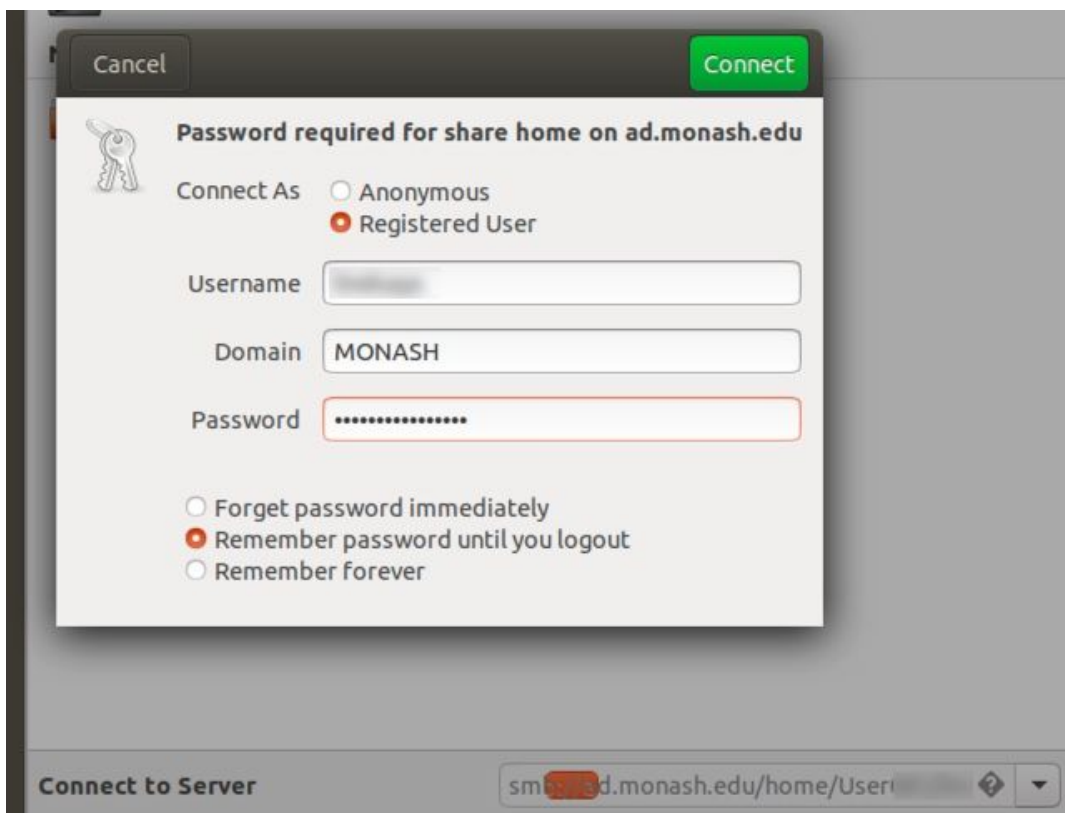 Cancel
Connect
Password required for share home on ad.monash.edu
Connect As
Anonymous
Registered User
Username
Domain
MONASH
Password
••••••••••••••••
Forget password immediately
Remember password until you logout
Remember forever
Connect to Server
d.monash.edu/home/User